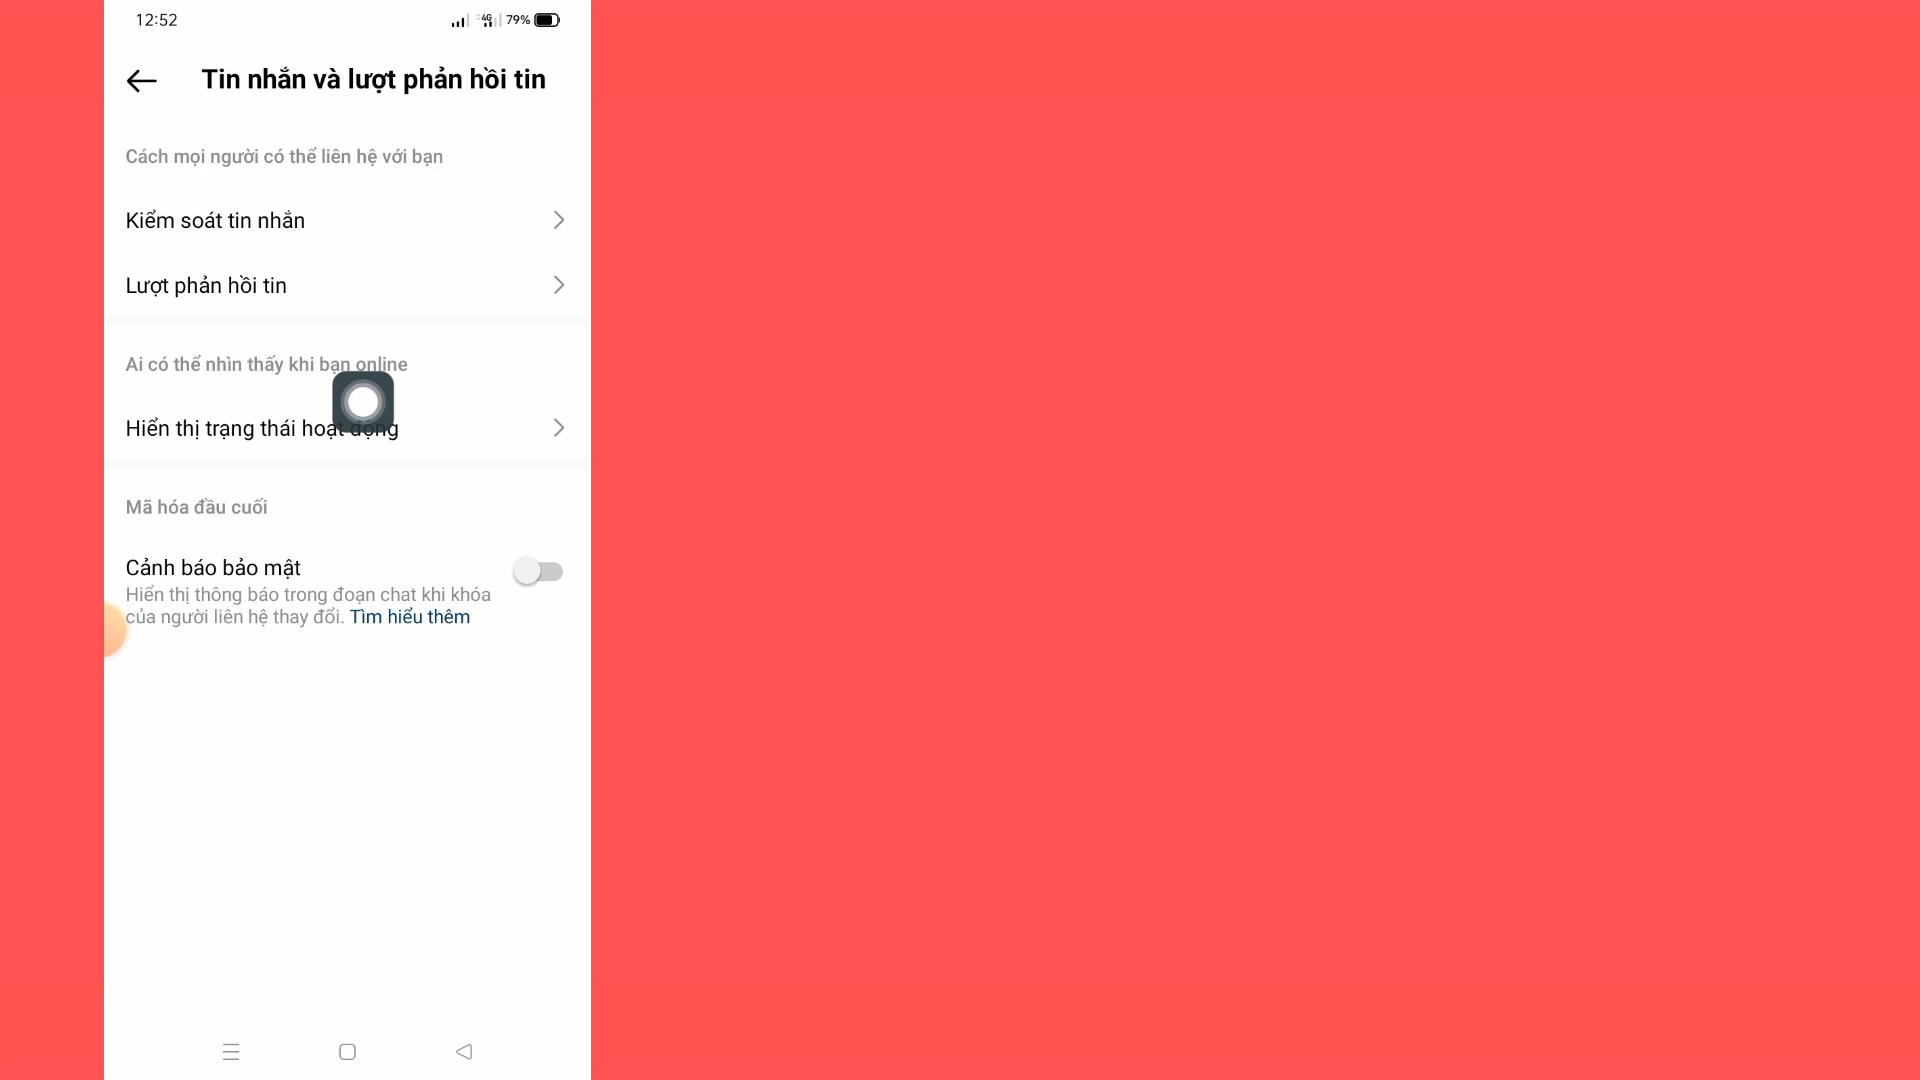 12:52
4G 79%
Tin nhắn và lượt phản hồi tin
Cách mọi người có thể liên hệ với bạn
Kiểm soát tin nhắn
Lượt phản hồi tin
Ai có thể nhìn thấy khi bạn online
Hiển thị trạng thái hoạt động
Mã hóa đầu cuối
Cảnh báo bảo mật
Hiển thị thông báo trong đoạn chat khi khóa
của người liên hệ thay đổi. Tìm hiểu thêm